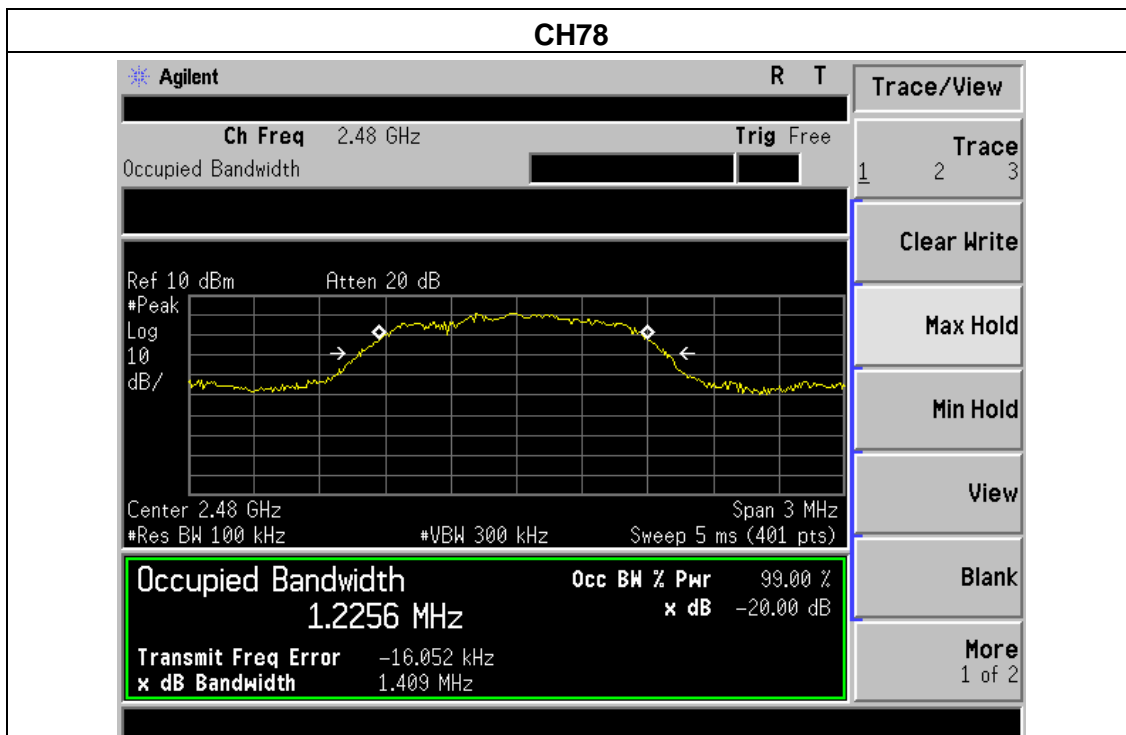 CH78
Agilent R T
Trace/View
Ch Freq 2.48 GHz Trig Free
Occupied Bandwidth
Trace
1 2 3
Clear Write
Max Hold
Min Hold
View
Blank
More
1 of 2
Ref 10 dBm Atten 20 dB
#Peak
Log
10
dB/
Center 2.48 GHz Span 3 MHz
#Res BW 100 kHz #VBW 300 kHz Sweep 5 ms (401 pts)
Occupied Bandwidth
1.2256 MHz
Occ BW % Pwr 99.00 %
x dB -20.00 dB
Transmit Freq Error -16.052 kHz
x dB Bandwidth 1.409 MHz